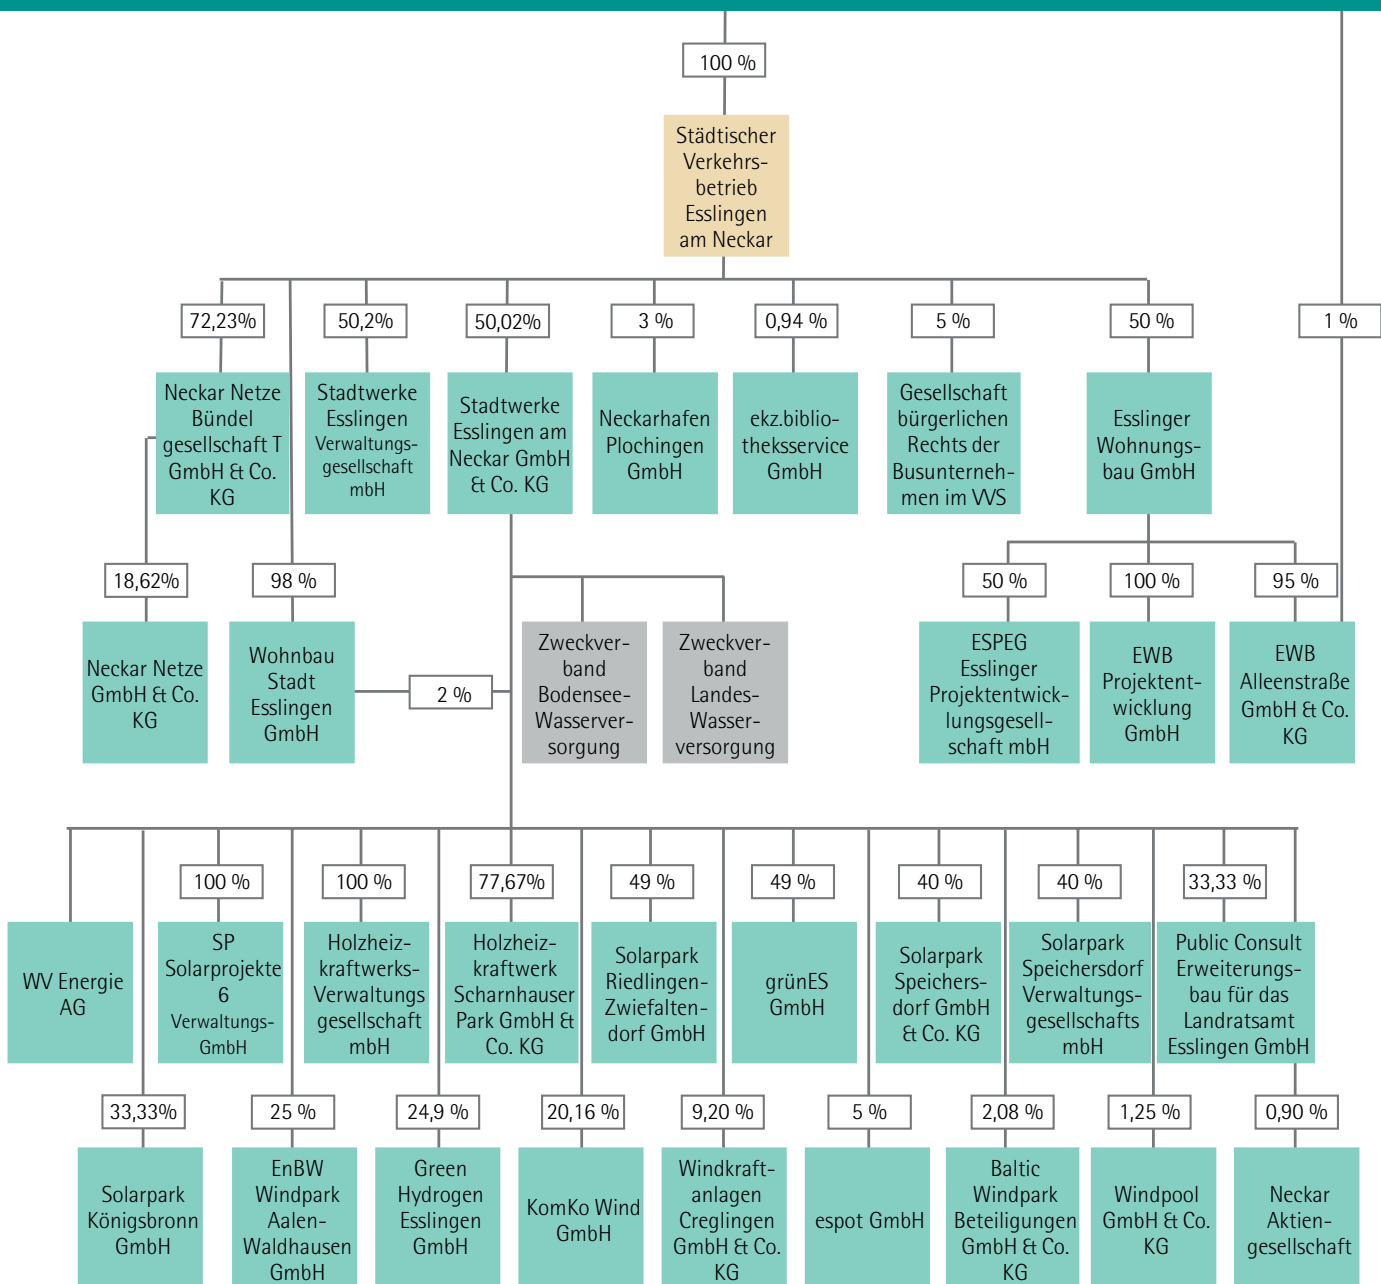 100 %
Städtischer
Verkehrs-
betrieb
Esslingen
am Neckar
72,23%
50,2%
50,02%
3 %
0,94 %
5 %
50 %
1 %
Neckar Netze
Bündel
gesellschaft T
GmbH & Co.
KG
Stadtwerke
Esslingen
Verwaltungs-
gesellschaft
mbH
Stadtwerke
Esslingen am
Neckar GmbH
& Co. KG
Neckarhafen
Plochingen
GmbH
ekz.biblio-
theksservice
GmbH
Gesellschaft
bürgerlichen
Rechts der
Busunterneh-
men im VVS
Esslinger
Wohnungs-
bau GmbH
18,62%
98 %
50 %
100 %
95 %
Neckar Netze
GmbH & Co.
KG
Wohnbau
Stadt
Esslingen
GmbH
2 %
Zweckver-
band
Bodensee-
Wasserver-
sorgung
Zweckver-
band
Landes-
Wasser-
versorgung
ESPEG
Esslinger
Projektentwick-
lungsgesell-
schaft mbH
EWB
Projektent-
wicklung
GmbH
EWB
Alleenstraße
GmbH & Co.
KG
100 %
100 %
77,67%
49 %
49 %
40 %
40 %
33,33 %
WV Energie
AG
SP
Solarprojekte
6
Verwaltungs-
GmbH
Holzheiz-
kraftwerks-
Verwaltungs
gesellschaft
mbH
Holzheiz-
kraftwerk
Scharnhauser
Park GmbH &
Co. KG
Solarpark
Riedlingen-
Zwiefalten-
dorf GmbH
grünES
GmbH
Solarpark
Speichers-
dorf GmbH
& Co. KG
Solarpark
Speichersdorf
Verwaltungs-
gesellschafts
mbH
Public Consult
Erweiterungs-
bau für das
Landratsamt
Esslingen GmbH
33,33%
25 %
24,9 %
20,16 %
9,20 %
5 %
2,08 %
1,25 %
0,90 %
Solarpark
Königsbronn
GmbH
EnBW
Windpark
Aalen-
Waldhausen
GmbH
Green
Hydrogen
Esslingen
GmbH
KomKo Wind
GmbH
Windkraft-
anlagen
Creglingen
GmbH & Co.
KG
espot GmbH
Baltic
Windpark
Beteiligungen
GmbH & Co.
KG
Windpool
GmbH & Co.
KG
Neckar
Aktien-
gesellschaft